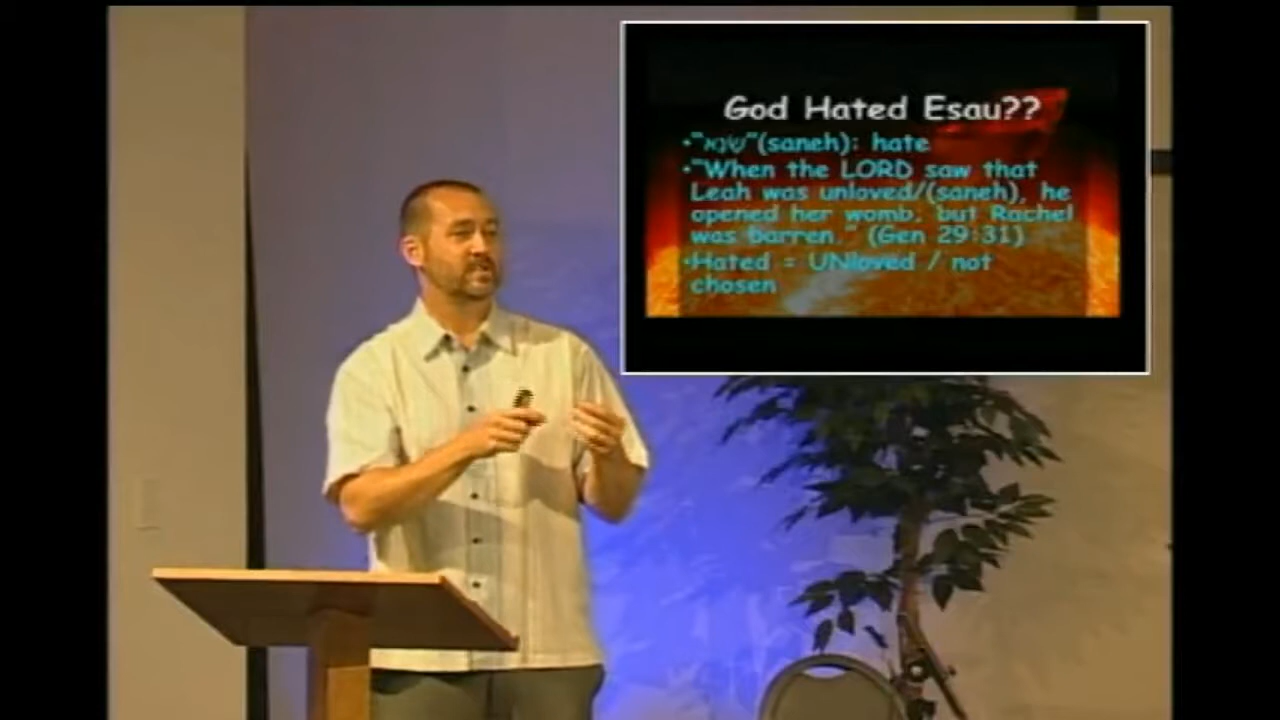 God Hated Esau??
•"שנא"(saneh): hate
•"When the LORD saw that
Leah was unloved/(saneh), he
opened her womb, but Rachel
was barren." (Gen 29:31)
•Hated = UNloved / not
chosen